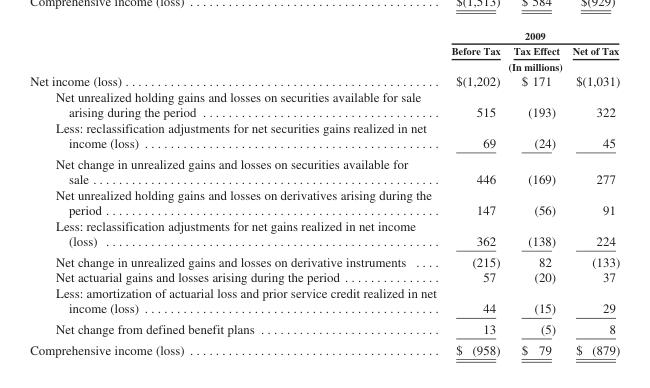 Comprehensive income (loss) . . . . . . . . . . . . . . . . . . . . . . . . . . . . . . . . . . . . . . . . $(1,513) $ 584 $(929)
2009
Before Tax Tax Effect Net of Tax
(In millions)
Net income (loss) . . . . . . . . . . . . . . . . . . . . . . . . . . . . . . . . . . . . . . . . . . . . . . . . . . $(1,202) $ 171 $(1,031)
Net unrealized holding gains and losses on securities available for sale
arising during the period . . . . . . . . . . . . . . . . . . . . . . . . . . . . . . . . . . . . . . 515 (193) 322
Less: reclassification adjustments for net securities gains realized in net
income (loss) . . . . . . . . . . . . . . . . . . . . . . . . . . . . . . . . . . . . . . . . . . . . . . . 69 (24) 45
Net change in unrealized gains and losses on securities available for
sale . . . . . . . . . . . . . . . . . . . . . . . . . . . . . . . . . . . . . . . . . . . . . . . . . . . . . . . 446 (169) 277
Net unrealized holding gains and losses on derivatives arising during the
period . . . . . . . . . . . . . . . . . . . . . . . . . . . . . . . . . . . . . . . . . . . . . . . . . . . . . 147 (56) 91
Less: reclassification adjustments for net gains realized in net income
(loss) . . . . . . . . . . . . . . . . . . . . . . . . . . . . . . . . . . . . . . . . . . . . . . . . . . . . . 362 (138) 224
Net change in unrealized gains and losses on derivative instruments . . . . (215) 82 (133)
Net actuarial gains and losses arising during the period . . . . . . . . . . . . . . . 57 (20) 37
Less: amortization of actuarial loss and prior service credit realized in net
income (loss) . . . . . . . . . . . . . . . . . . . . . . . . . . . . . . . . . . . . . . . . . . . . . . . 44 (15) 29
Net change from defined benefit plans . . . . . . . . . . . . . . . . . . . . . . . . . . . . 13 (5) 8
Comprehensive income (loss) . . . . . . . . . . . . . . . . . . . . . . . . . . . . . . . . . . . . . . . . $ (958) $ 79 $ (879)